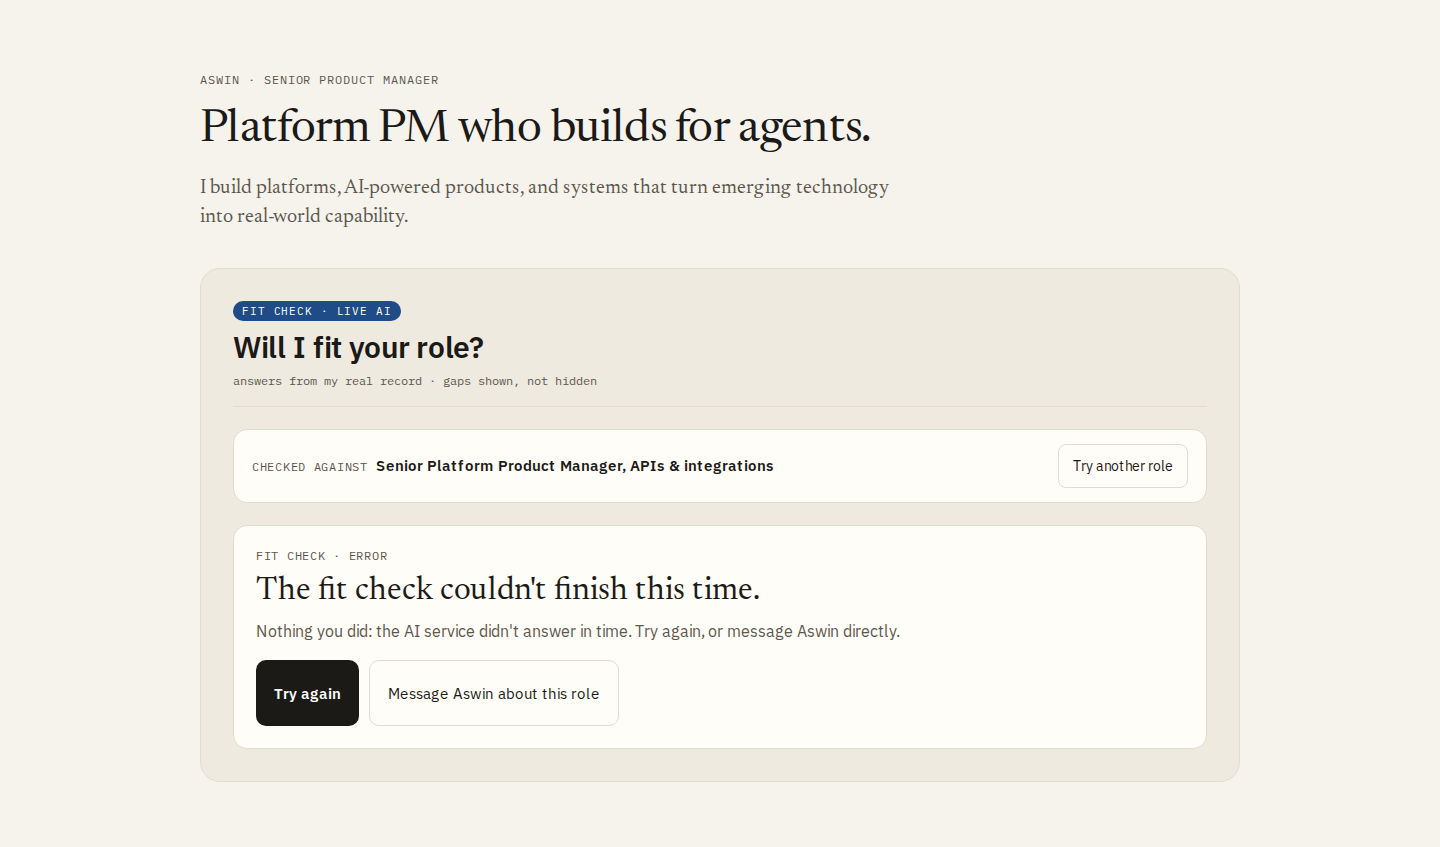 ASWIN · SENIOR PRODUCT MANAGER
Platform PM who builds for agents.
I build platforms, AI-powered products, and systems that turn emerging technology
into real-world capability.
FIT CHECK · LIVE AI
Will I fit your role?
answers from my real record · gaps shown, not hidden
CHECKED AGAINST Senior Platform Product Manager, APIs & integrations
Try another role
FIT CHECK · ERROR
The fit check couldn't finish this time.
Nothing you did: the AI service didn't answer in time. Try again, or message Aswin directly.
Try again
Message Aswin about this role